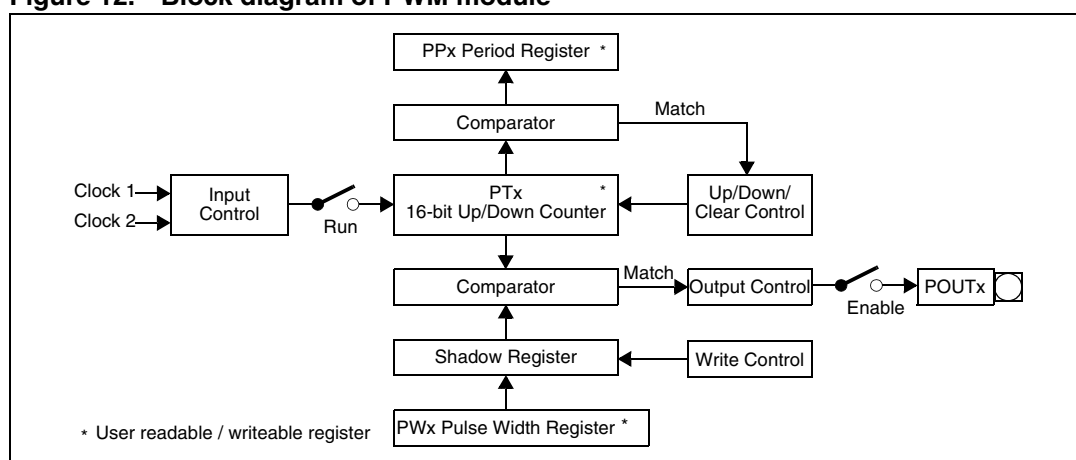 Figure 12. Block diagram of PWM module
PPx Period Register *
Comparator
Match
Clock 1
Clock 2
Input
Control
Run
PTx *
16-bit Up/Down Counter
Up/Down/
Clear Control
Comparator
Match
Output Control
Enable
POUTx
Shadow Register
Write Control
* User readable / writeable register
PWx Pulse Width Register *